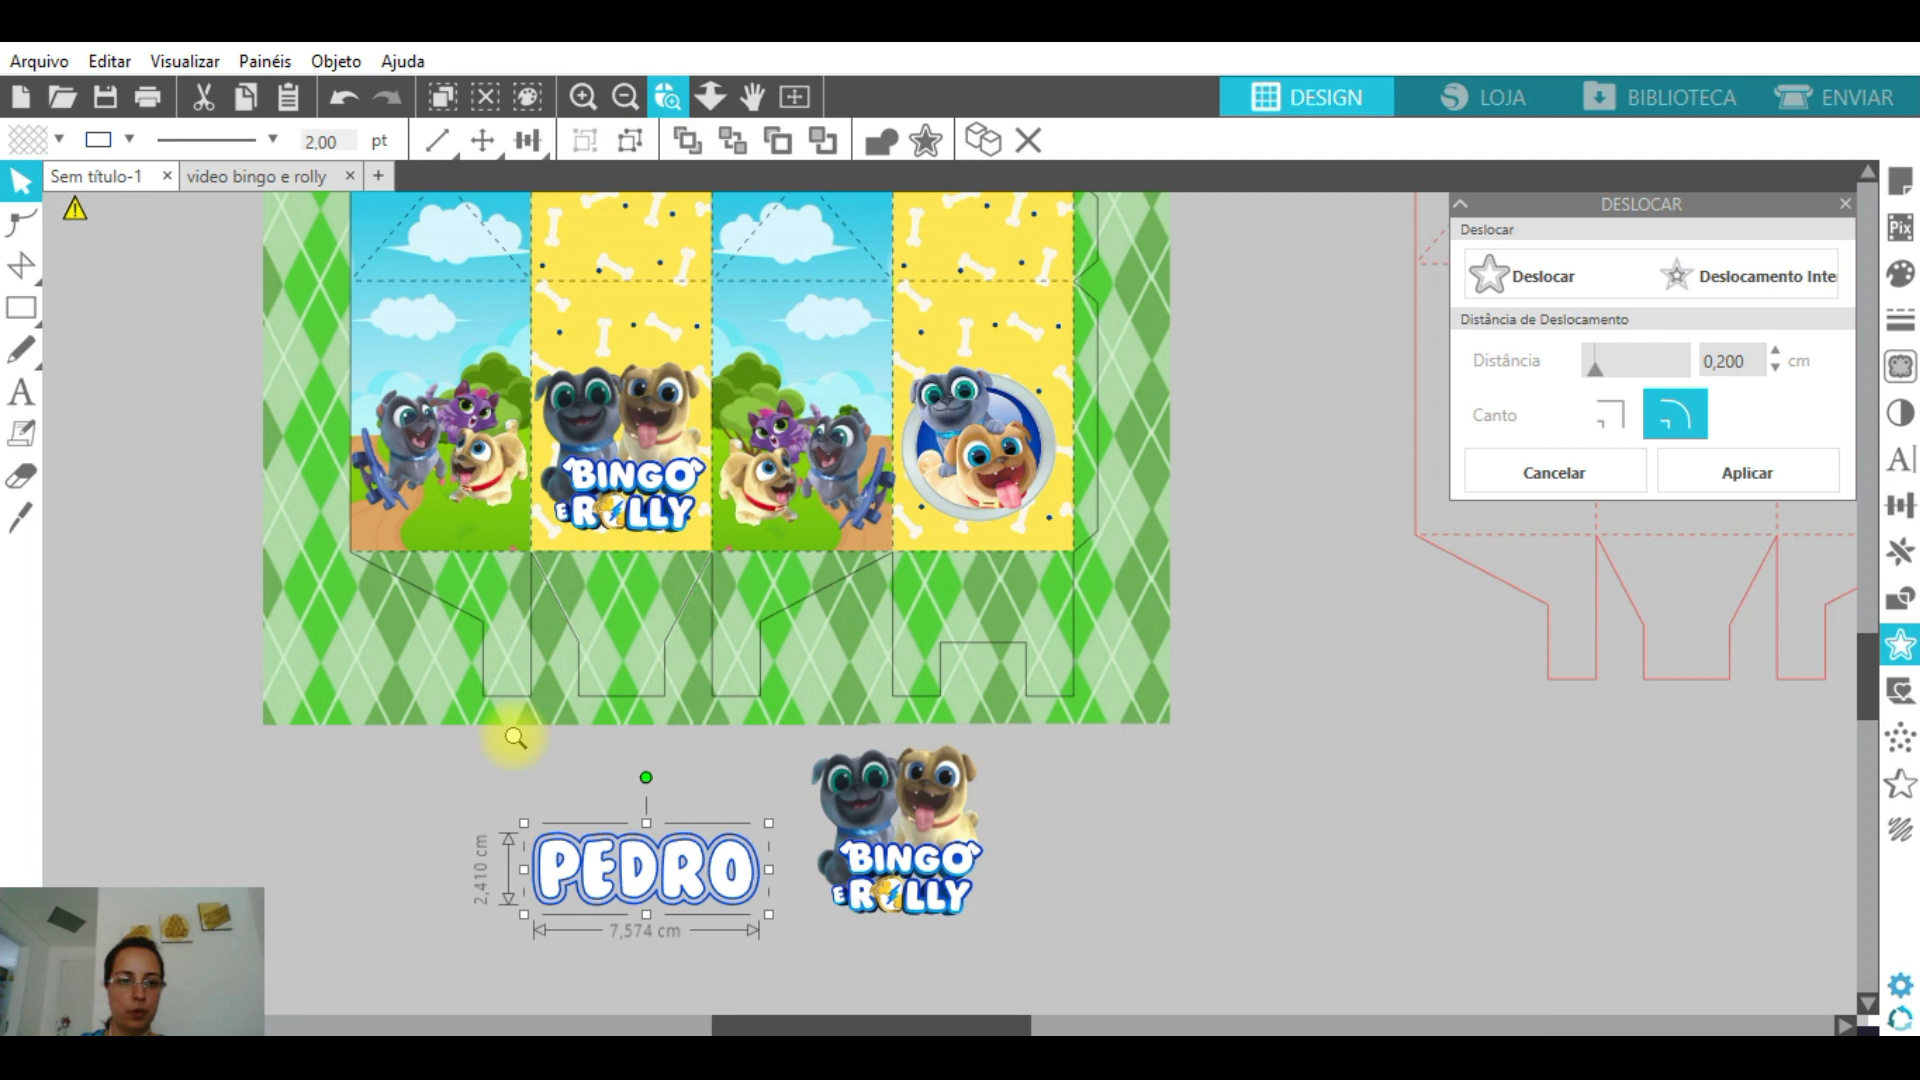 Arquivo Editar Visualizar Painéis Objeto Ajuda
DESIGN LOJA BIBLIOTECA ENVIAR
2,00 pt
Sem título-1 video bingo e rolly
DESLOCAR
Deslocar
Deslocar Deslocamento Inte
Distância de Deslocamento
Distância 0,200 cm
Canto
Cancelar Aplicar
Pix
BINGO
E ROLLY
PEDRO
2,410 cm
7,574 cm
BINGO
E ROLLY